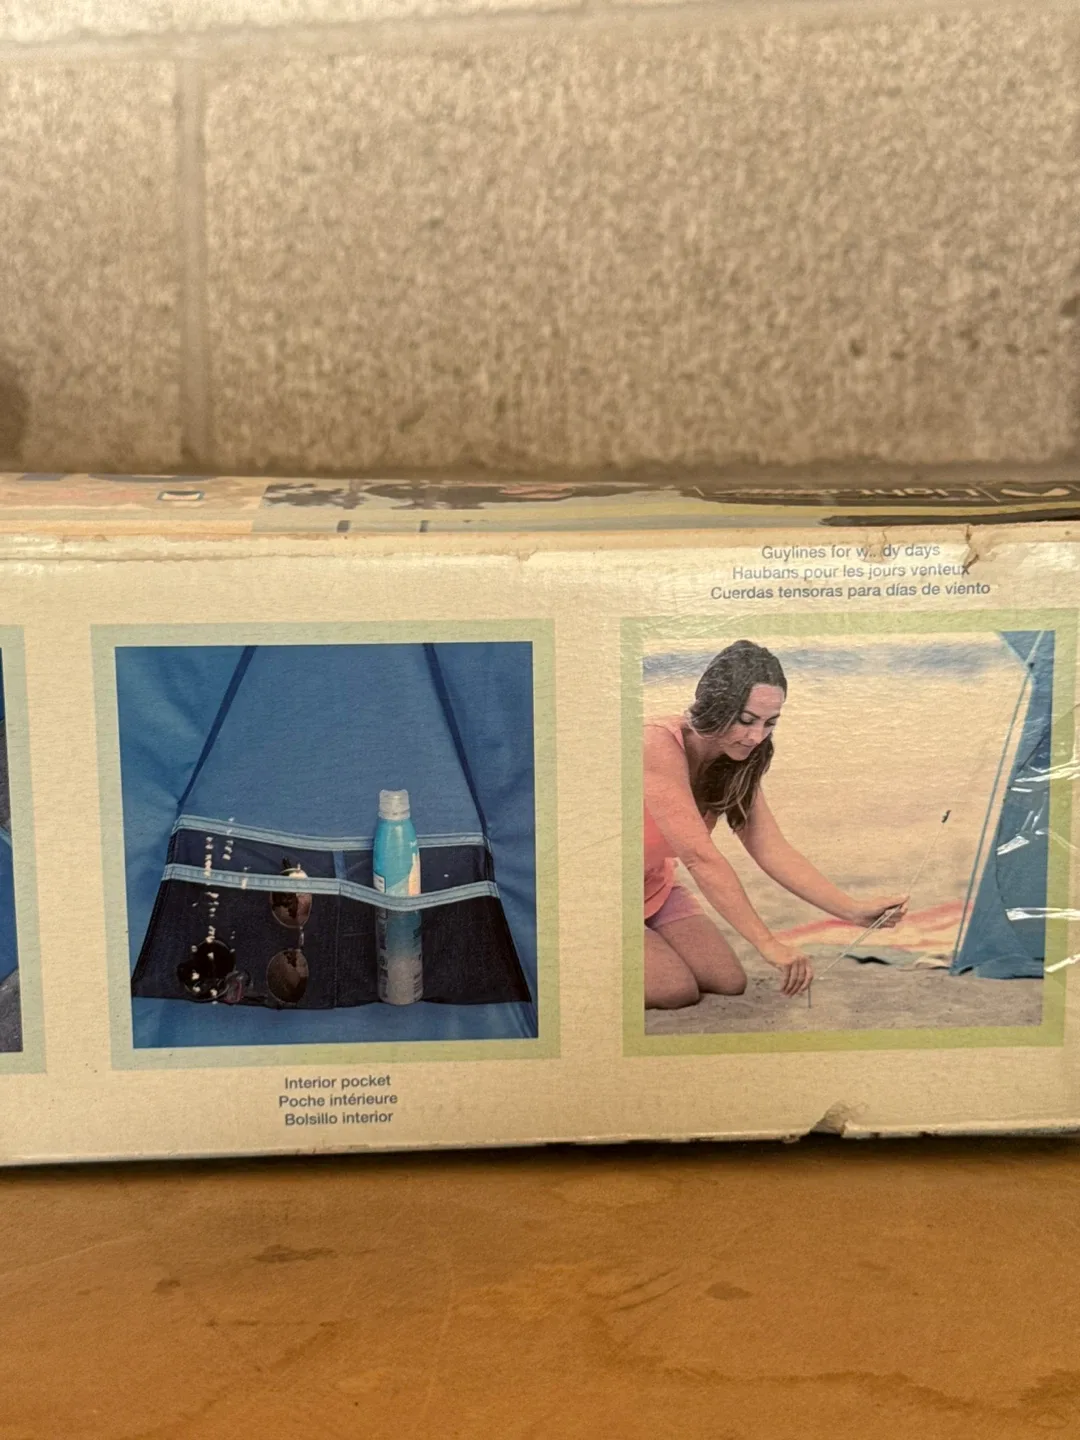 Light
Guylines for w.. dy days
Haubans pour les jours venteux
Cuerdas tensoras para días de viento
Interior pocket
Poche intérieure
Bolsillo interior